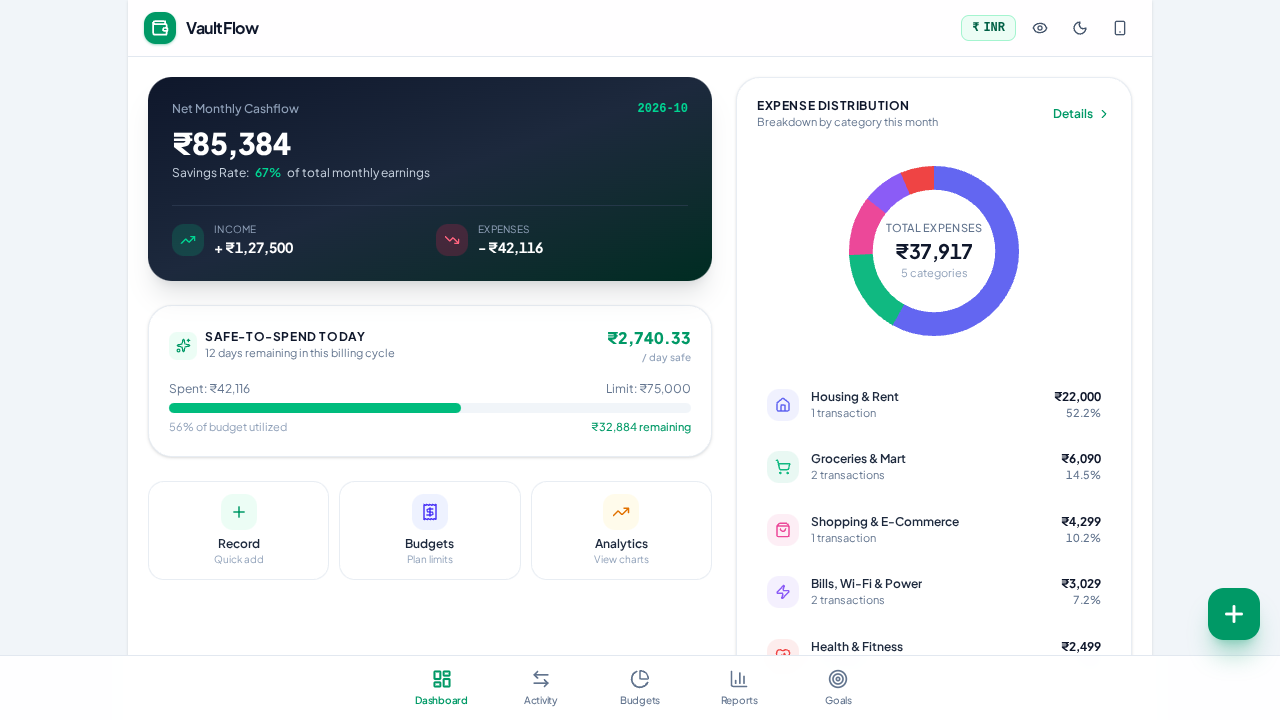 VaultFlow
₹ INR
Net Monthly Cashflow
2026-10
₹85,384
Savings Rate: 67% of total monthly earnings
INCOME
+ ₹1,27,500
EXPENSES
- ₹42,116
SAFE-TO-SPEND TODAY
12 days remaining in this billing cycle
₹2,740.33
/ day safe
Spent: ₹42,116
Limit: ₹75,000
56% of budget utilized
₹32,884 remaining
Record
Quick add
Budgets
Plan limits
Analytics
View charts
EXPENSE DISTRIBUTION
Breakdown by category this month
Details
TOTAL EXPENSES
₹37,917
5 categories
Housing & Rent
₹22,000
1 transaction
52.2%
Groceries & Mart
₹6,090
2 transactions
14.5%
Shopping & E-Commerce
₹4,299
1 transaction
10.2%
Bills, Wi-Fi & Power
₹3,029
2 transactions
7.2%
Health & Fitness
₹2,499
Dashboard
Activity
Budgets
Reports
Goals